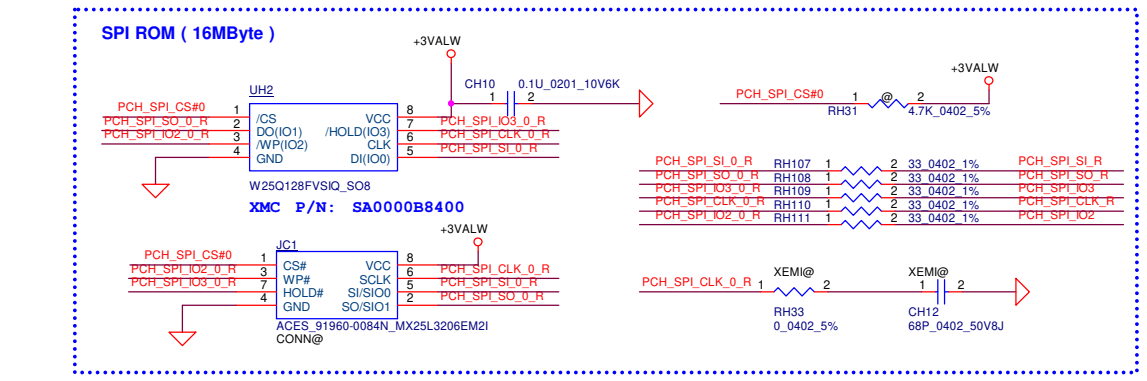 SPI ROM ( 16MByte )
+3VALW
CH10 0.1U_0201_10V6K
1 2
UH2
PCH_SPI_CS#0 1 /CS VCC 8
PCH_SPI_SO_0_R 2 DO(IO1) /HOLD(IO3) 7 PCH_SPI_IO3_0_R
PCH_SPI_IO2_0_R 3 /WP(IO2) CLK 6 PCH_SPI_CLK_0_R
4 GND DI(IO0) 5 PCH_SPI_SI_0_R
W25Q128FVSIQ_SO8
XMC P/N: SA0000B8400
+3VALW
PCH_SPI_CS#0 1 @ 2
RH31 4.7K_0402_5%
PCH_SPI_SI_0_R RH107 1 2 33_0402_1% PCH_SPI_SI_R
PCH_SPI_SO_0_R RH108 1 2 33_0402_1% PCH_SPI_SO_R
PCH_SPI_IO3_0_R RH109 1 2 33_0402_1% PCH_SPI_IO3
PCH_SPI_CLK_0_R RH110 1 2 33_0402_1% PCH_SPI_CLK_R
PCH_SPI_IO2_0_R RH111 1 2 33_0402_1% PCH_SPI_IO2
+3VALW
JC1
PCH_SPI_CS#0 1 CS# VCC 8
PCH_SPI_IO2_0_R 3 WP# SCLK 6 PCH_SPI_CLK_0_R
PCH_SPI_IO3_0_R 7 HOLD# SI/SIO0 5 PCH_SPI_SI_0_R
4 GND SO/SIO1 2 PCH_SPI_SO_0_R
ACES_91960-0084N_MX25L3206EM2I
CONN@
XEMI@ XEMI@
PCH_SPI_CLK_0_R 1 2 1 2
RH33 CH12
0_0402_5% 68P_0402_50V8J